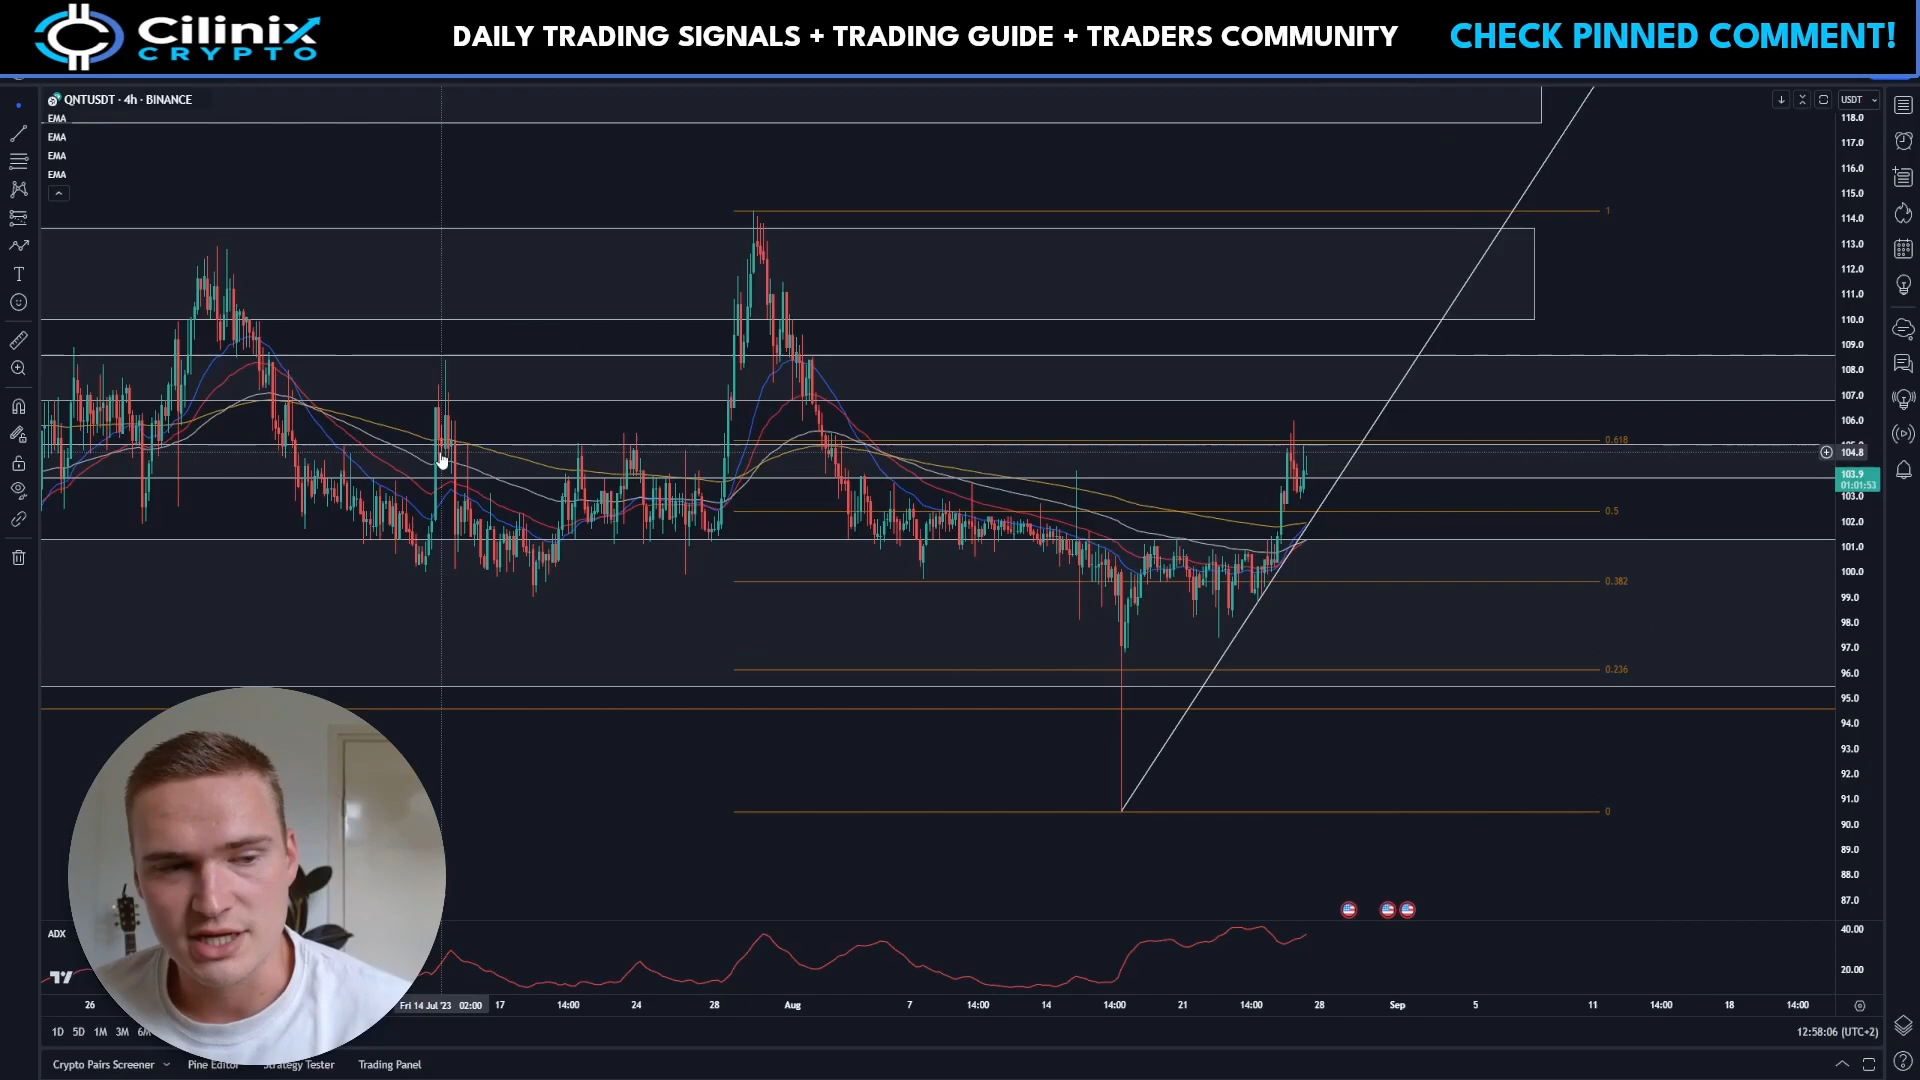 Cilinix
CRYPTO
DAILY TRADING SIGNALS + TRADING GUIDE + TRADERS COMMUNITY
CHECK PINNED COMMENT!
QNTUSDT · 4h · BINANCE
USDT
EMA
EMA
EMA
EMA
118.0
117.0
116.0
115.0
114.0
113.0
112.0
111.0
110.0
109.0
108.0
107.0
106.0
104.8
103.9
01:01:53
103.0
102.0
101.0
100.0
99.0
98.0
97.0
96.0
95.0
94.0
93.0
92.0
91.0
90.0
89.0
88.0
87.0
1
0.618
0.5
0.382
0.236
0
ADX
40.00
20.00
26
Fri 14 Jul '23 02:00
17
14:00
24
28
Aug
7
14:00
14
14:00
21
14:00
28
Sep
5
11
14:00
18
14:00
1D 5D 1M 3M
12:58:06 (UTC+2)
Crypto Pairs Screener
Pine Editor
Strategy Tester
Trading Panel